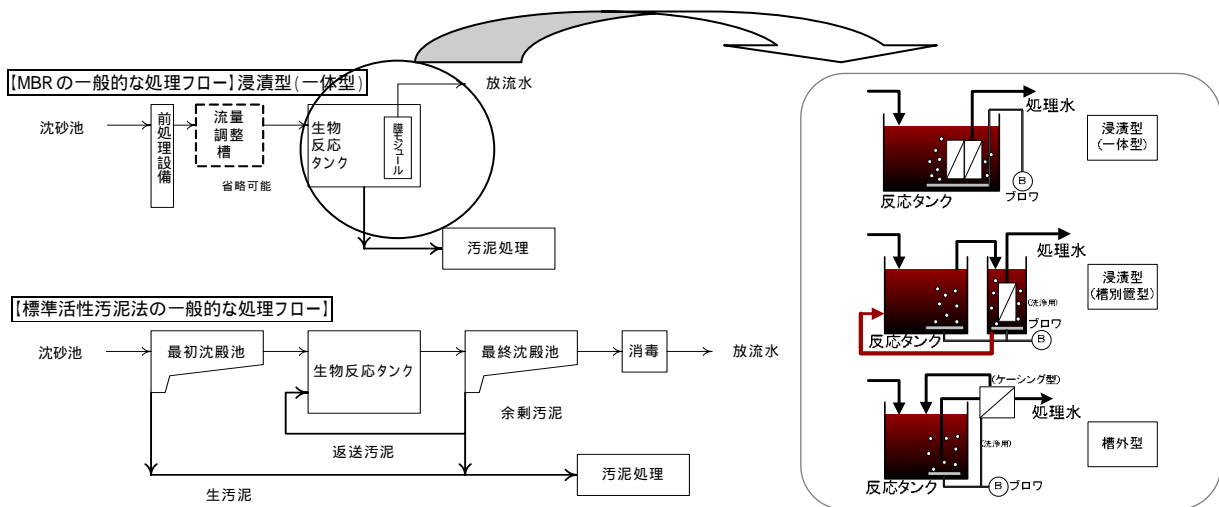 【MBRの一般的な処理フロー】浸漬型(一体型)
放流水
沈砂池
前処理設備
流量
調整
槽
省略可能
生物
反応
タンク
膜モジュール
汚泥処理
【標準活性汚泥法の一般的な処理フロー】
沈砂池
最初沈殿池
生物反応タンク
最終沈殿池
消毒
放流水
余剰汚泥
返送汚泥
汚泥処理
生汚泥
処理水
浸漬型
(一体型)
B
ブロワ
反応タンク
処理水
浸漬型
(槽別置型)
(洗浄用)
ブロワ
B
反応タンク
(ケーシング型)
処理水
槽外型
(洗浄用)
B
ブロワ
反応タンク